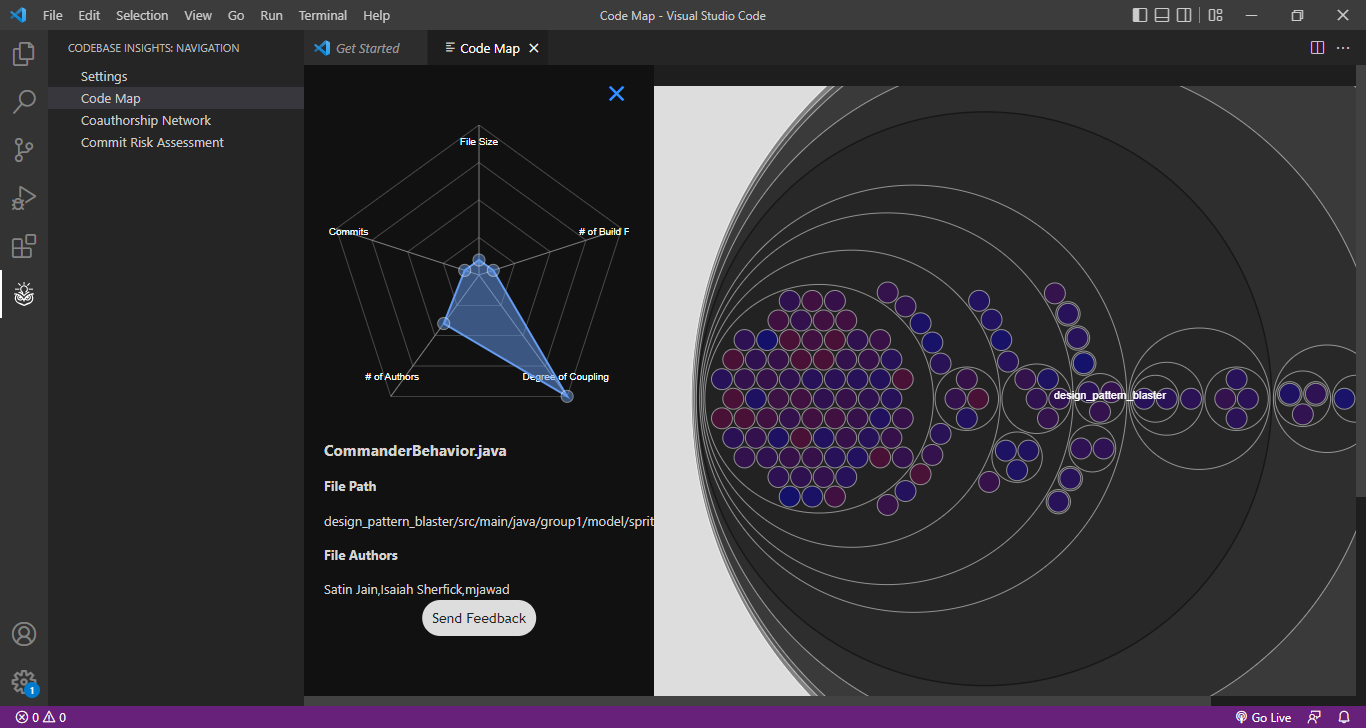 File Edit Selection View Go Run Terminal Help
Code Map - Visual Studio Code
CODEBASE INSIGHTS: NAVIGATION
Settings
Code Map
Coauthorship Network
Commit Risk Assessment
Get Started
Code Map
File Size
Commits
# of Build F
# of Authors
Degree of Coupling
CommanderBehavior.java
File Path
design_pattern_blaster/src/main/java/group1/model/sprit
File Authors
Satin Jain,Isaiah Sherfick,mjawad
Send Feedback
design_pattern_blaster
1
0 0
Go Live